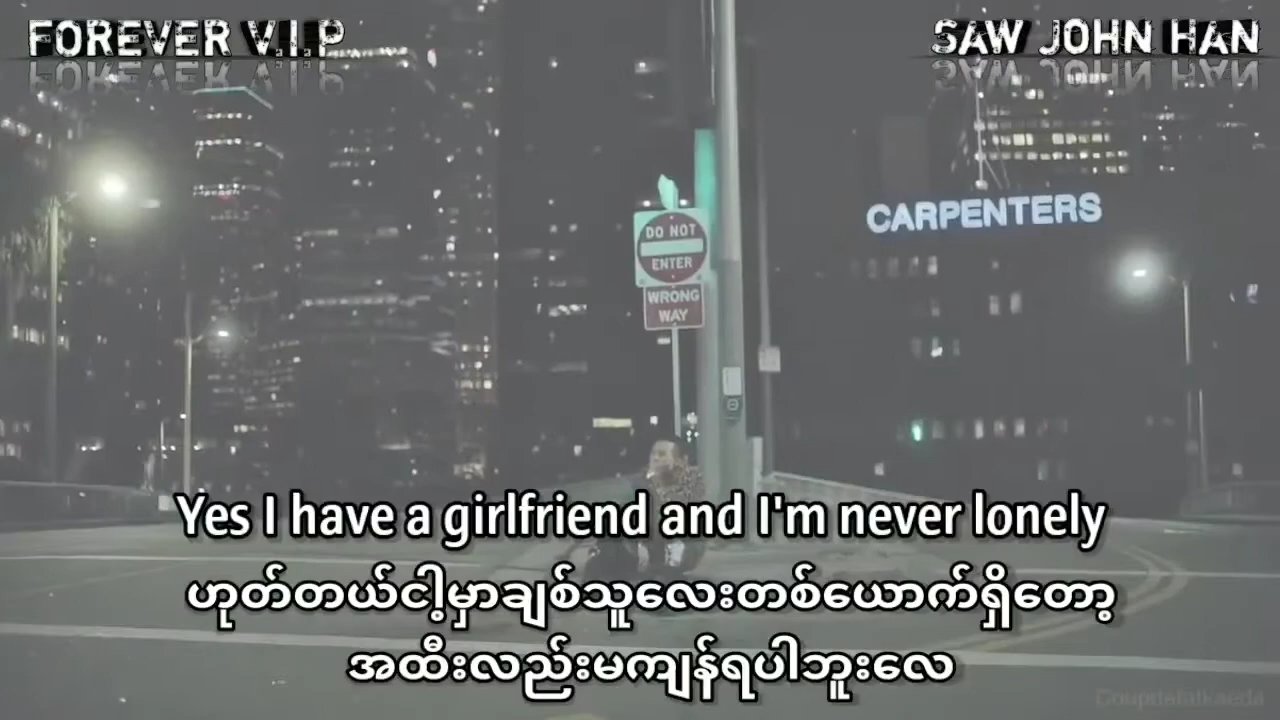 FOREVER V.I.P
SAW JOHN HAN
CARPENTERS
DO NOT
ENTER
WRONG
WAY
Yes I have a girlfriend and I'm never lonely
ဟုတ်တယ်ငါ့မှာချစ်သူလေးတစ်ယောက်ရှိတော့
အထီးလည်းမကျန်ရပါဘူးလေ